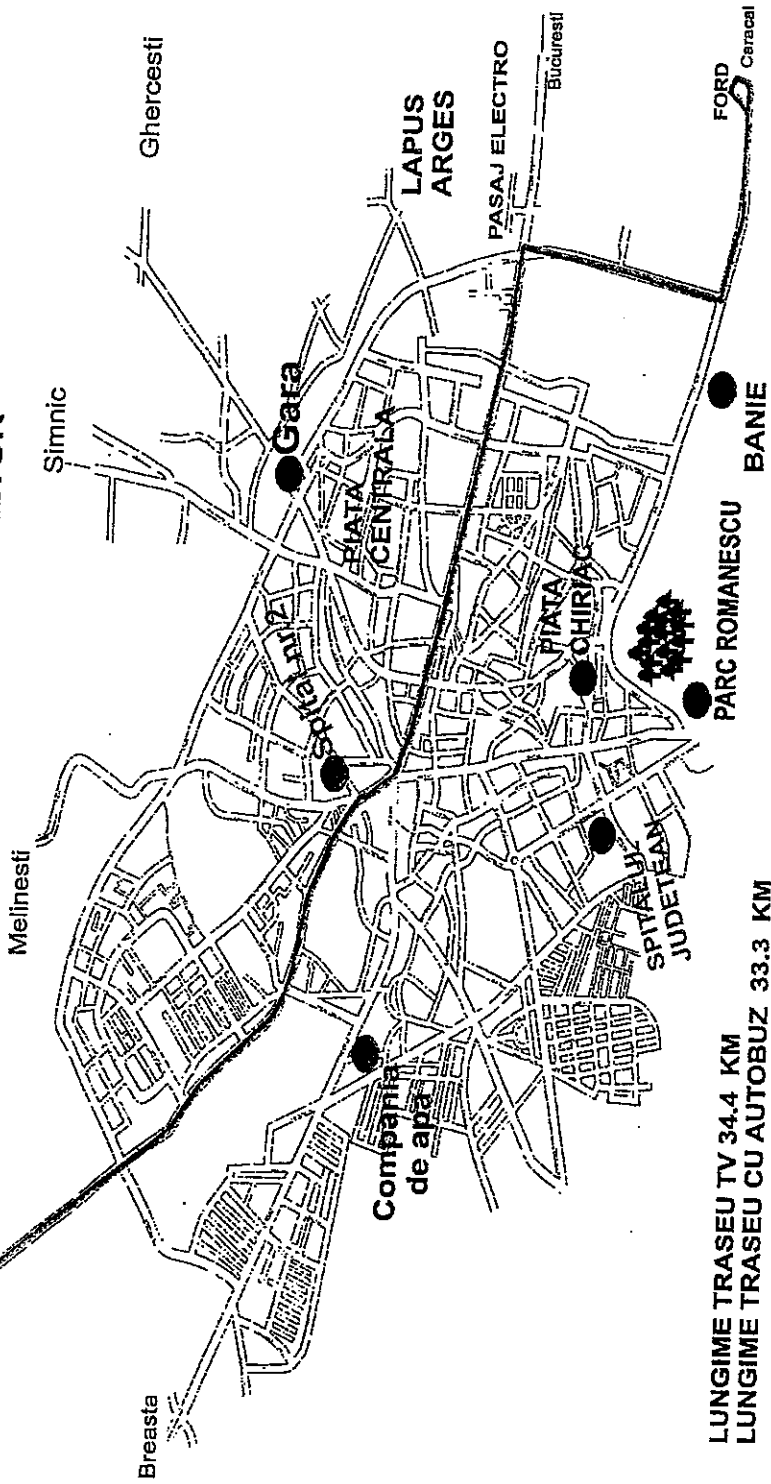 Melinesti
Simnic
Ghercesti
Breasta
Gara
LAPUS
ARGES
PIATA
CENTRALA
spital nr.2
PASAJ ELECTRO
Bucuresti
Compania
de apa
PIATA
CHIRIAC
FORD
Caracal
SPITALUL
JUDETEAN
PARC ROMANESCU
BANIE
LUNGIME TRASEU TV 34.4 KM
LUNGIME TRASEU CU AUTOBUZ 33.3 KM